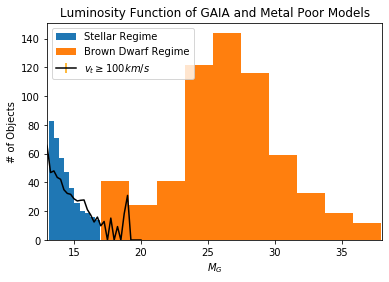 Luminosity Function of GAIA and Metal Poor Models
Stellar Regime
Brown Dwarf Regime
$v_t \geq 100km/s$
# of Objects
140
120
100
80
60
40
20
0
15
20
25
30
35
$M_G$